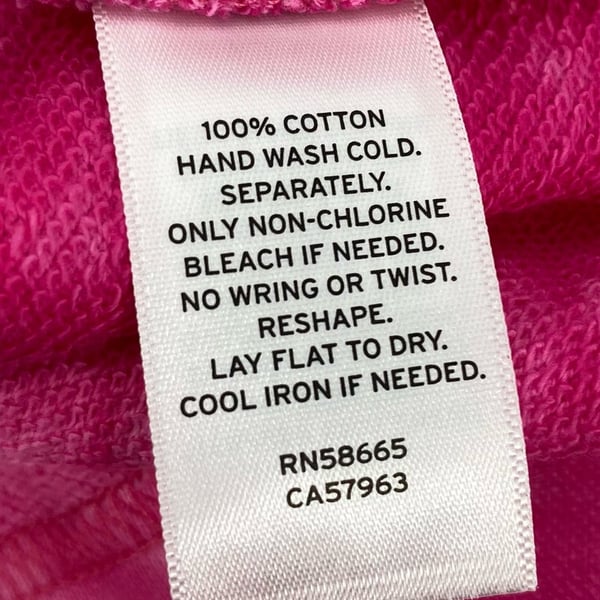 100% COTTON
HAND WASH COLD.
SEPARATELY.
ONLY NON-CHLORINE
BLEACH IF NEEDED.
NO WRING OR TWIST.
RESHAPE.
LAY FLAT TO DRY.
COOL IRON IF NEEDED.
RN58665
CA57963